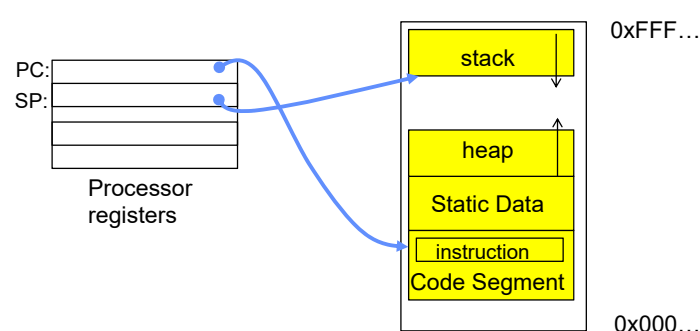 PC:
SP:
Processor
registers
0xFFF…
stack
heap
Static Data
instruction
Code Segment
0x000…